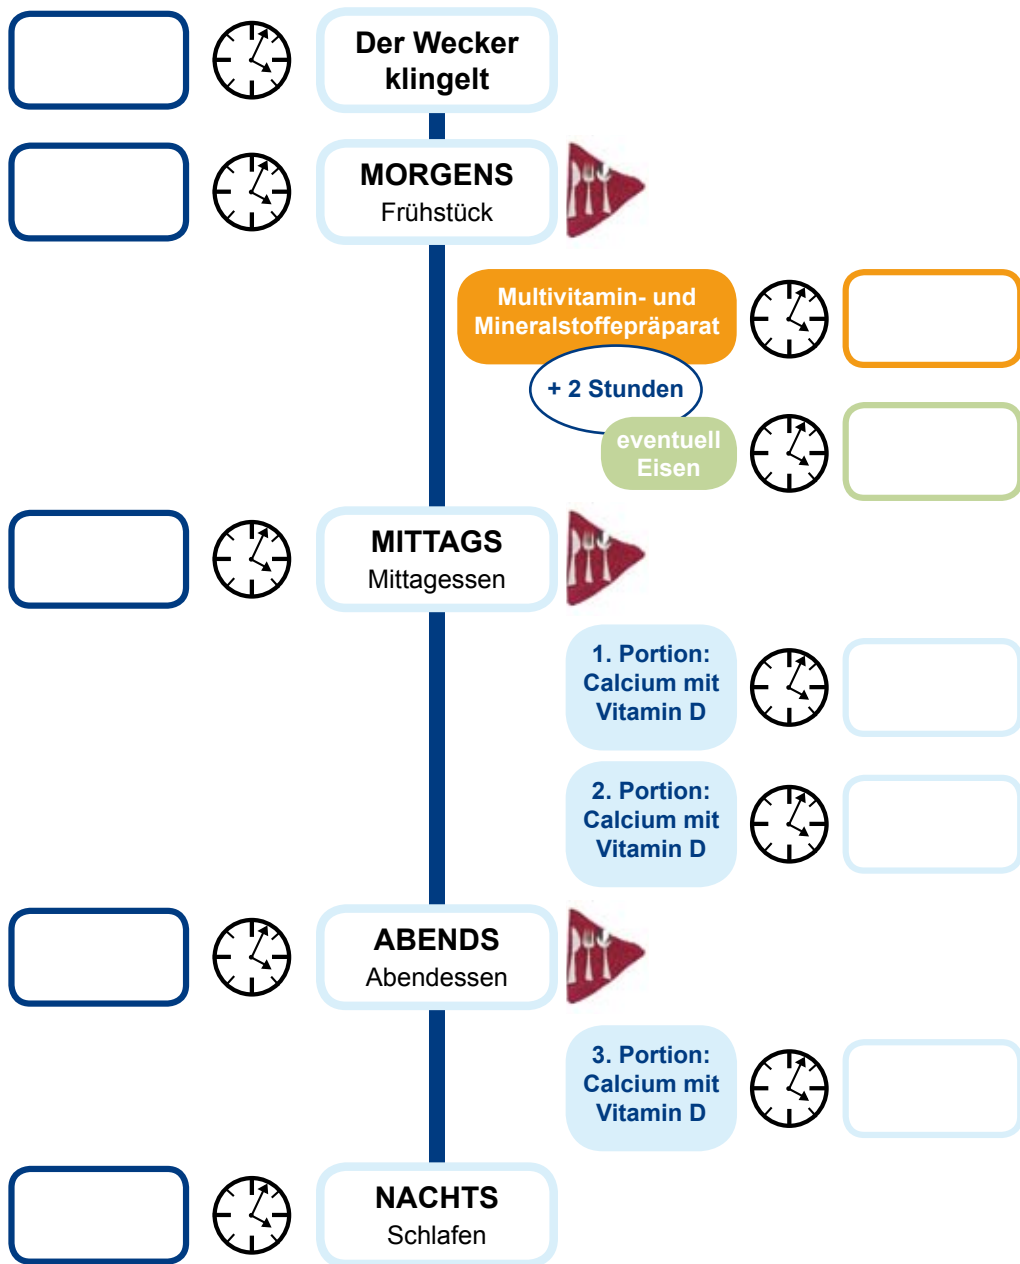 Der Wecker
klingelt
MORGENS
Frühstück
Multivitamin- und
Mineralstoffepräparat
+ 2 Stunden
eventuell
Eisen
MITTAGS
Mittagessen
1. Portion:
Calcium mit
Vitamin D
2. Portion:
Calcium mit
Vitamin D
ABENDS
Abendessen
3. Portion:
Calcium mit
Vitamin D
NACHTS
Schlafen